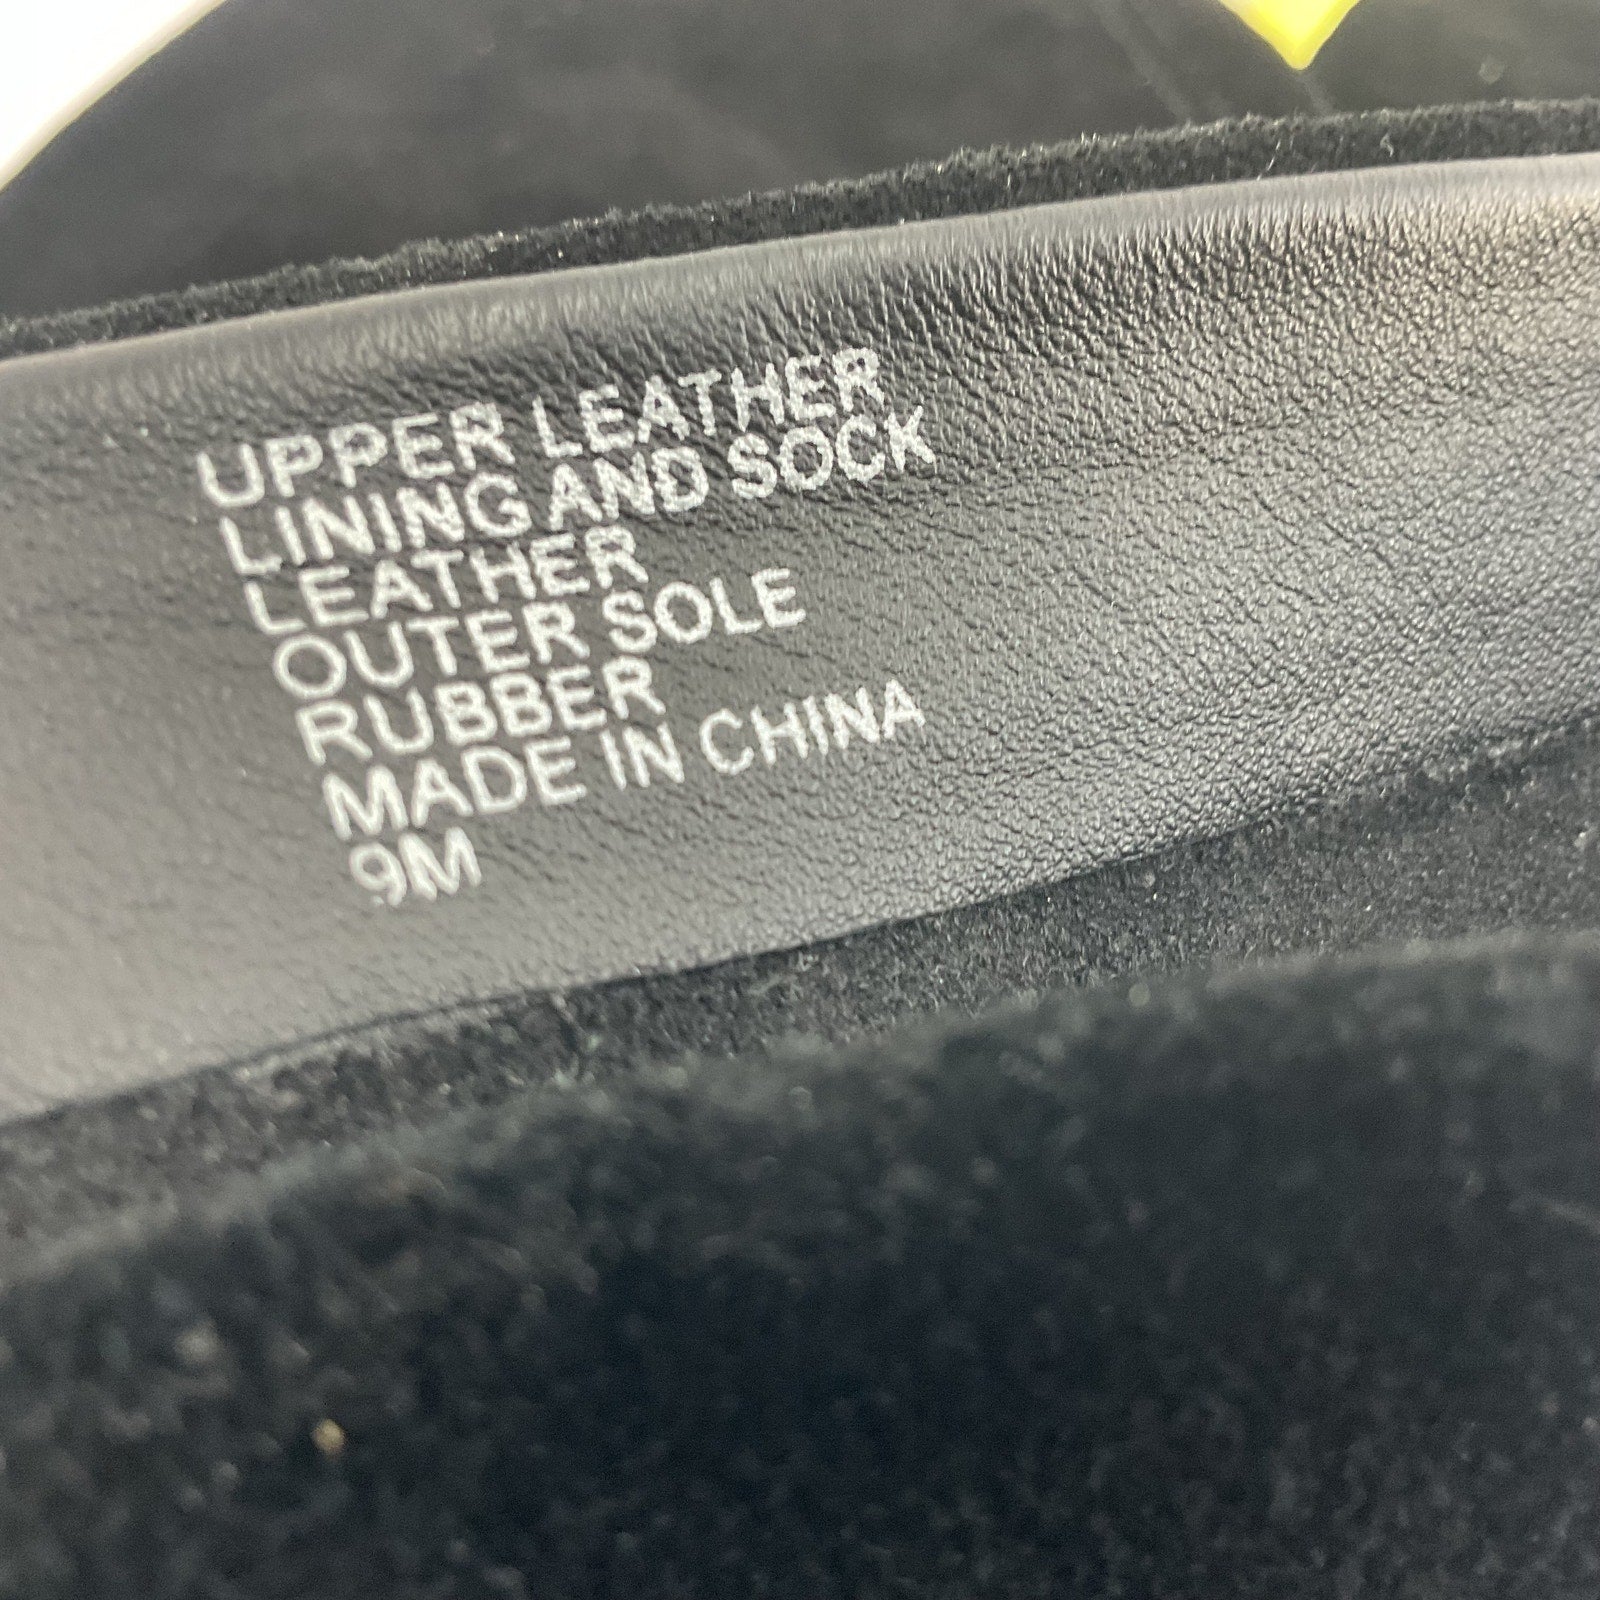 UPPER LEATHER
LINING AND SOCK
LEATHER
OUTER SOLE
RUBBER
MADE IN CHINA
9M